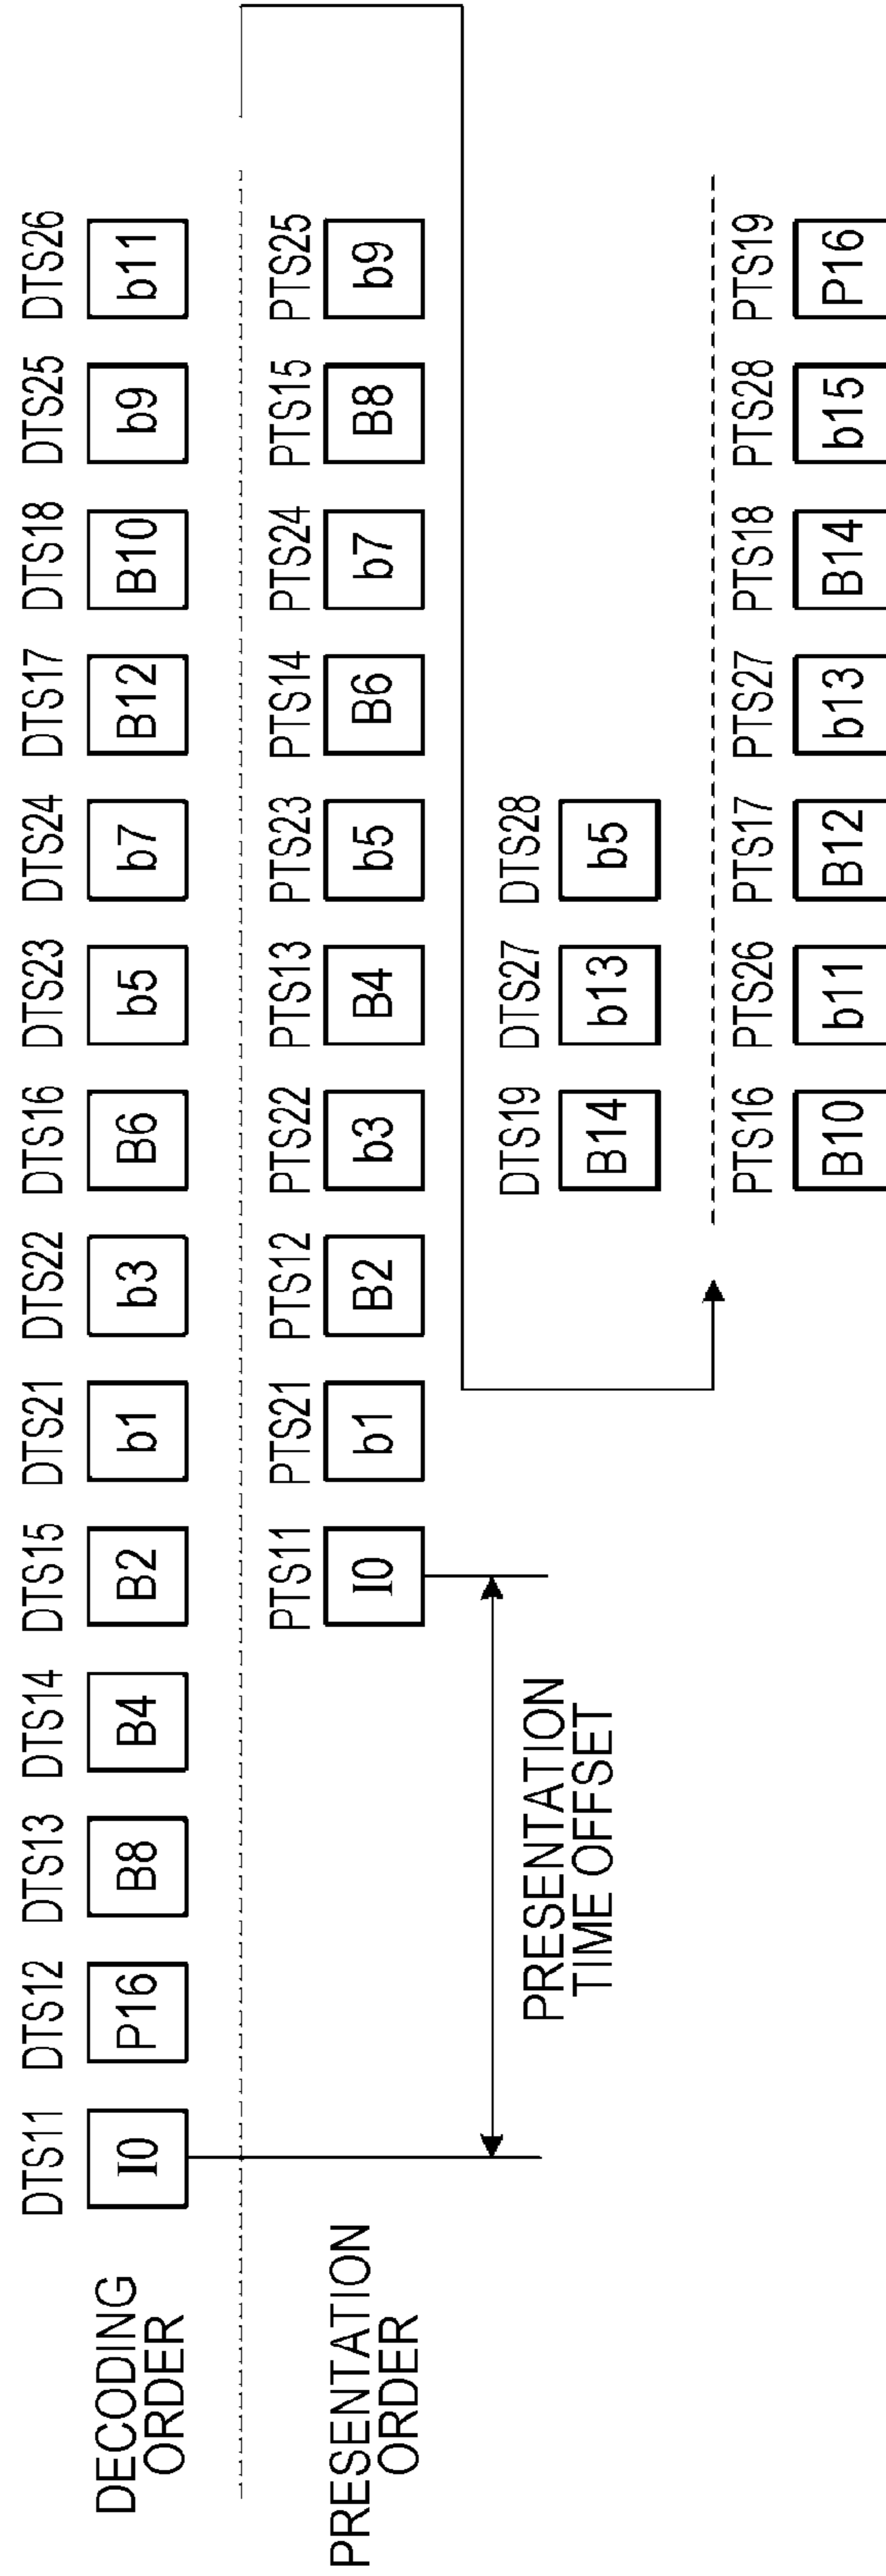 DTS11 DTS12 DTS13 DTS14 DTS15 DTS21 DTS22 DTS16 DTS23 DTS24 DTS17 DTS18 DTS25 DTS26
DECODING
ORDER
I0 P16 B8 B4 B2 b1 b3 B6 b5 b7 B12 B10 b9 b11
PTS11 PTS21 PTS12 PTS22 PTS13 PTS23 PTS14 PTS24 PTS15 PTS25
PRESENTATION
ORDER
I0 b1 B2 b3 B4 b5 B6 b7 B8 b9
PRESENTATION
TIME OFFSET
DTS19 DTS27 DTS28
B14 b13 b5
PTS16 PTS26 PTS17 PTS27 PTS18 PTS28 PTS19
B10 b11 B12 b13 B14 b15 P16